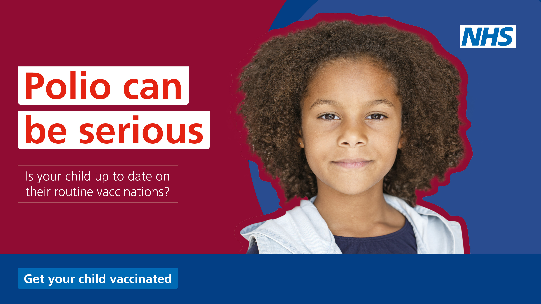 NHS
Polio can
be serious
Is your child up to date on
their routine vaccinations?
Get your child vaccinated